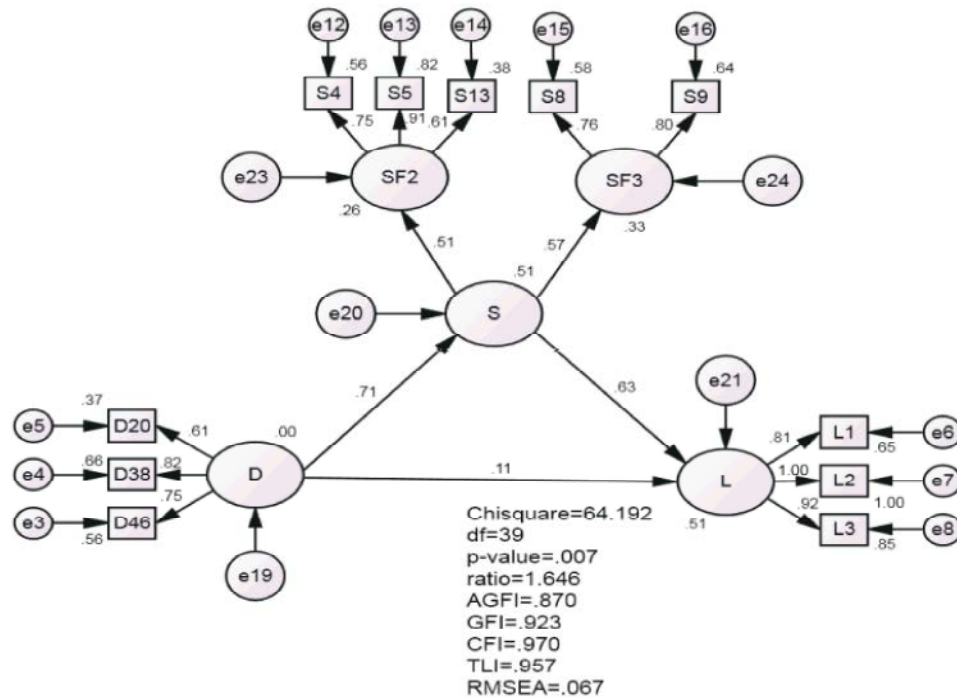 e12 e13 e14 e15 e16
.56 .82 .38 .58 .64
S4 S5 S13 S8 S9
.75 .91 .61 .76 .80
e23 SF2 SF3 e24
.26 .33
.51 .57
.51
e20 S
.71 .63
e21
.37
e5 D20 .61 .00 .81 L1 e6
.65
e4 .66 D38 .82 D .11 L 1.00 L2 e7
.75 .92 1.00
e3 D46 .51 L3 e8
.56 .85
e19
Chisquare=64.192
df=39
p-value=.007
ratio=1.646
AGFI=.870
GFI=.923
CFI=.970
TLI=.957
RMSEA=.067